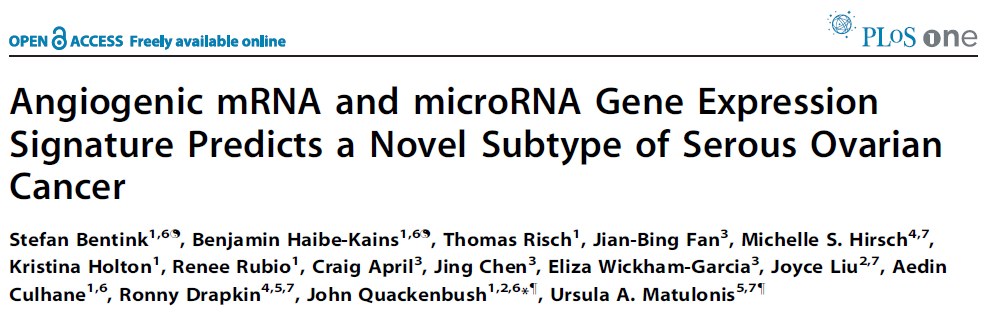 OPEN ACCESS Freely available online
PLoS one
Angiogenic mRNA and microRNA Gene Expression
Signature Predicts a Novel Subtype of Serous Ovarian
Cancer
Stefan Bentink1,6☯, Benjamin Haibe-Kains1,6☯, Thomas Risch1, Jian-Bing Fan3, Michelle S. Hirsch4,7,
Kristina Holton1, Renee Rubio1, Craig April3, Jing Chen3, Eliza Wickham-Garcia3, Joyce Liu2,7, Aedin
Culhane1,6, Ronny Drapkin4,5,7, John Quackenbush1,2,6*¶, Ursula A. Matulonis5,7¶